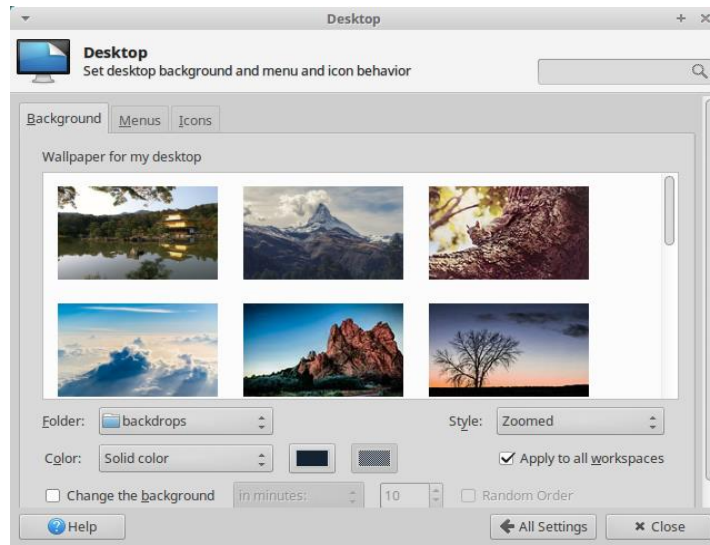 Desktop
Desktop
Set desktop background and menu and icon behavior
Background Menus Icons
Wallpaper for my desktop
Folder: backdrops Style: Zoomed
Color: Solid color Apply to all workspaces
Change the background in minutes: 10 Random Order
Help All Settings Close